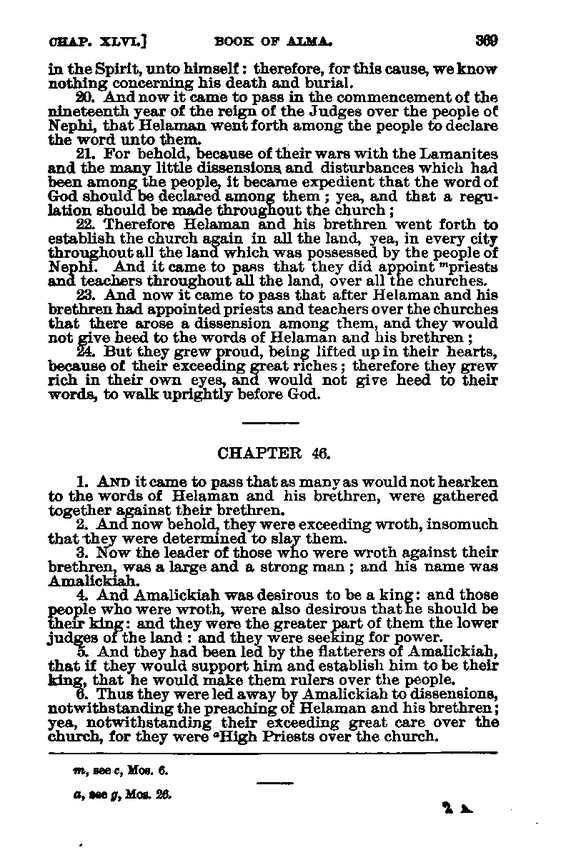 CHAP. XLVI.] BOOK OF ALMA. 369
in the Spirit, unto himself: therefore, for this cause, we know
nothing concerning his death and burial.
20. And now it came to pass in the commencement of the
nineteenth year of the reign of the Judges over the people of
Nephi, that Helaman went forth among the people to declare
the word unto them.
21. For behold, because of their wars with the Lamanites
and the many little dissensions and disturbances which had
been among the people, it became expedient that the word of
God should be declared among them; yea, and that a regu-
lation should be made throughout the church;
22. Therefore Helaman and his brethren went forth to
establish the church again in all the land, yea, in every city
throughout all the land which was possessed by the people of
Nephi. And it came to pass that they did appoint ᵐpriests
and teachers throughout all the land, over all the churches.
23. And now it came to pass that after Helaman and his
brethren had appointed priests and teachers over the churches
that there arose a dissension among them, and they would
not give heed to the words of Helaman and his brethren;
24. But they grew proud, being lifted up in their hearts,
because of their exceeding great riches; therefore they grew
rich in their own eyes, and would not give heed to their
words, to walk uprightly before God.
CHAPTER 46.
1. AND it came to pass that as many as would not hearken
to the words of Helaman and his brethren, were gathered
together against their brethren.
2. And now behold, they were exceeding wroth, insomuch
that they were determined to slay them.
3. Now the leader of those who were wroth against their
brethren, was a large and a strong man; and his name was
Amalickiah.
4. And Amalickiah was desirous to be a king: and those
people who were wroth, were also desirous that he should be
their king: and they were the greater part of them the lower
judges of the land: and they were seeking for power.
5. And they had been led by the flatterers of Amalickiah,
that if they would support him and establish him to be their
king, that he would make them rulers over the people.
6. Thus they were led away by Amalickiah to dissensions,
notwithstanding the preaching of Helaman and his brethren;
yea, notwithstanding their exceeding great care over the
church, for they were ᵃHigh Priests over the church.
m, see c, Mos. 6.
a, see g, Mos. 26.
2 A